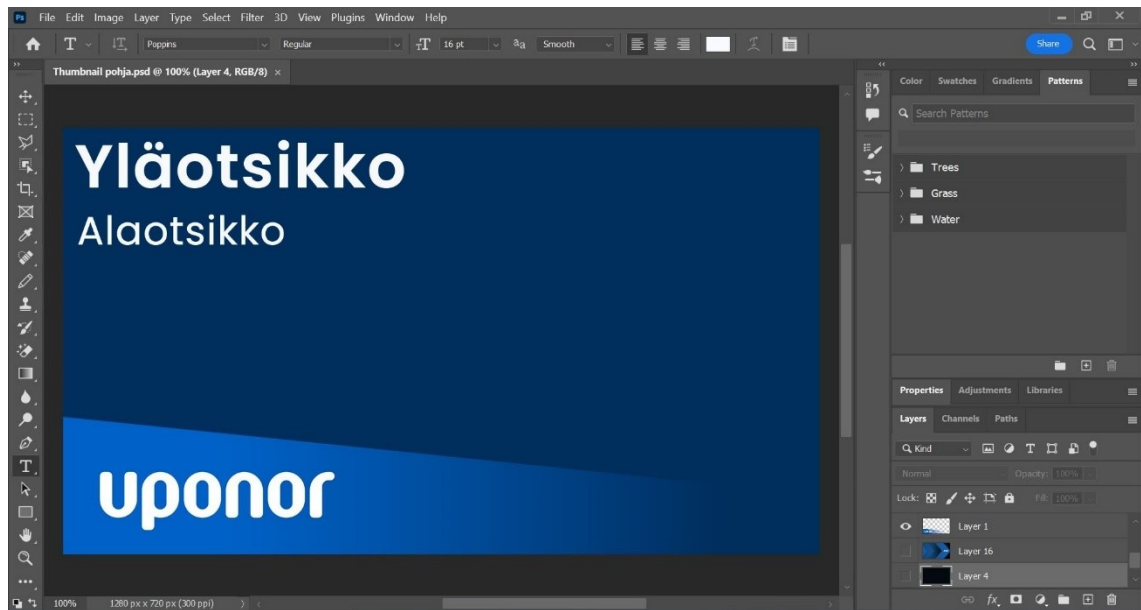 Ps File Edit Image Layer Type Select Filter 3D View Plugins Window Help
T Poppins Regular 16 pt Smooth Share
Thumbnail pohja.psd @ 100% (Layer 4, RGB/8) ×
Color Swatches Gradients Patterns
Search Patterns
Trees
Grass
Water
Yläotsikko
Alaotsikko
uponor
Properties Adjustments Libraries
Layers Channels Paths
Kind
Normal Opacity: 100%
Lock: Fill: 100%
Layer 1
Layer 16
Layer 4
fx
100% 1280 px x 720 px (300 ppi)